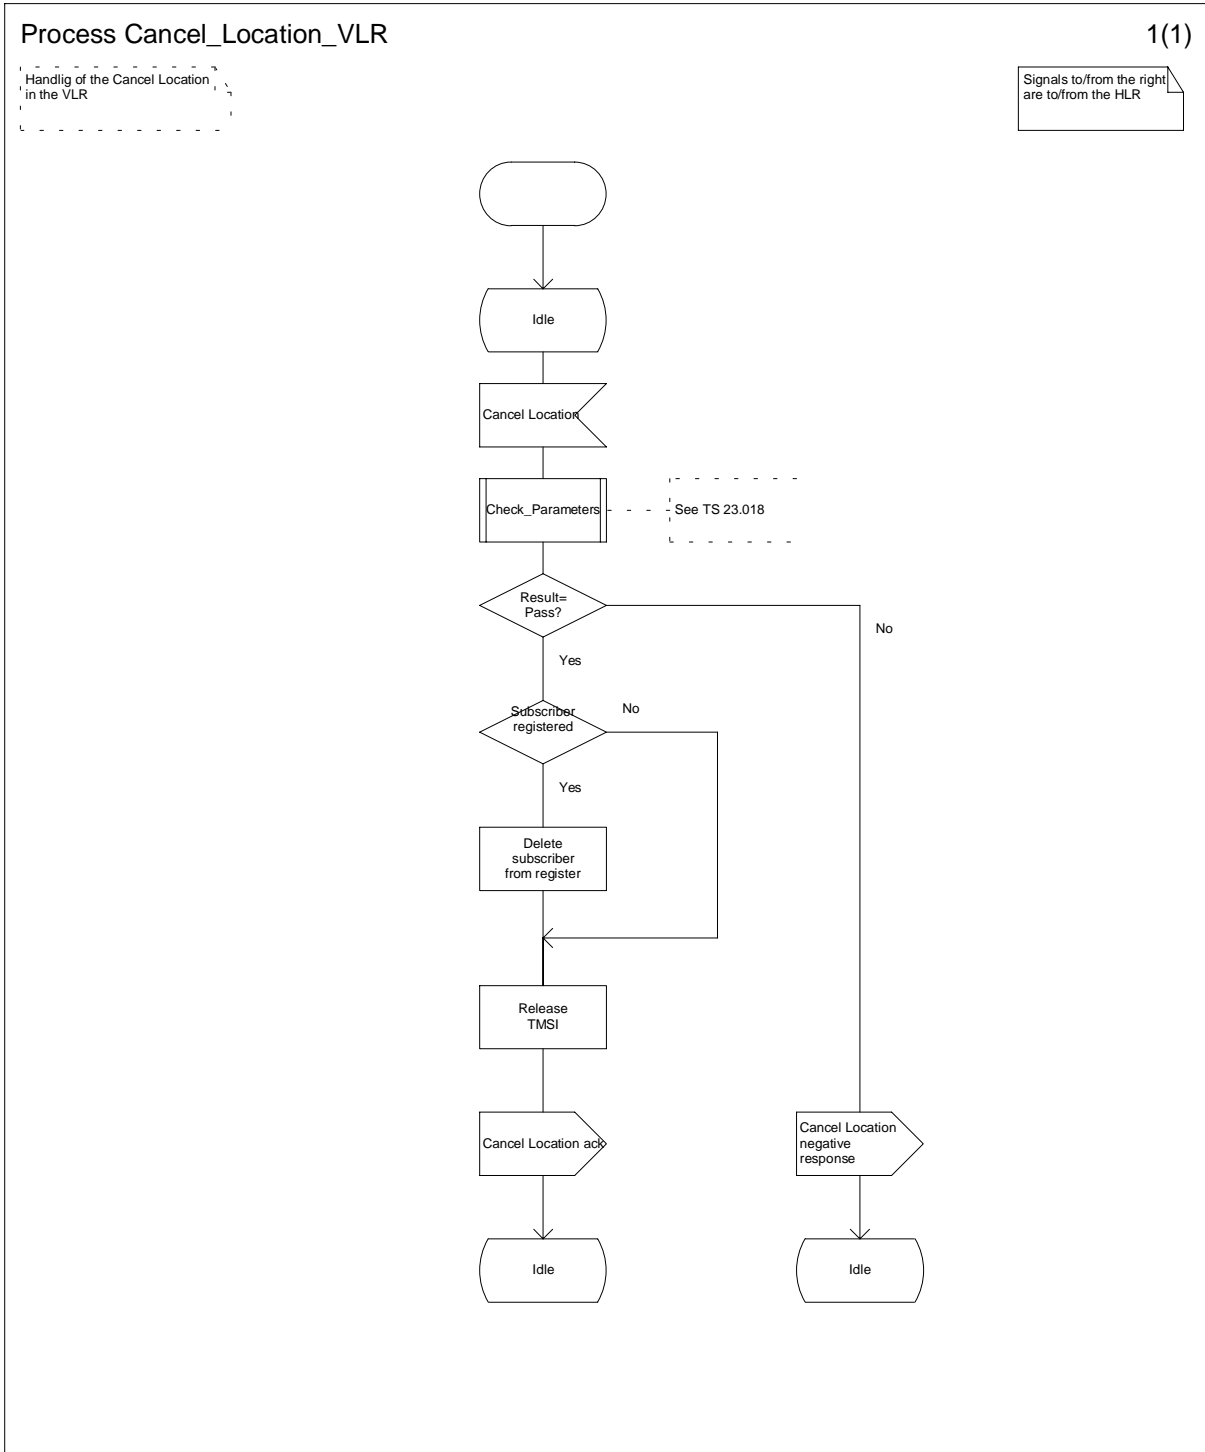 Process Cancel_Location_VLR
1(1)
Handlig of the Cancel Location
in the VLR
Signals to/from the right
are to/from the HLR
Idle
Cancel Location
Check_Parameters
See TS 23.018
Result=
Pass?
No
Yes
Subscriber
registered
No
Yes
Delete
subscriber
from register
Release
TMSI
Cancel Location ack
Cancel Location
negative
response
Idle
Idle